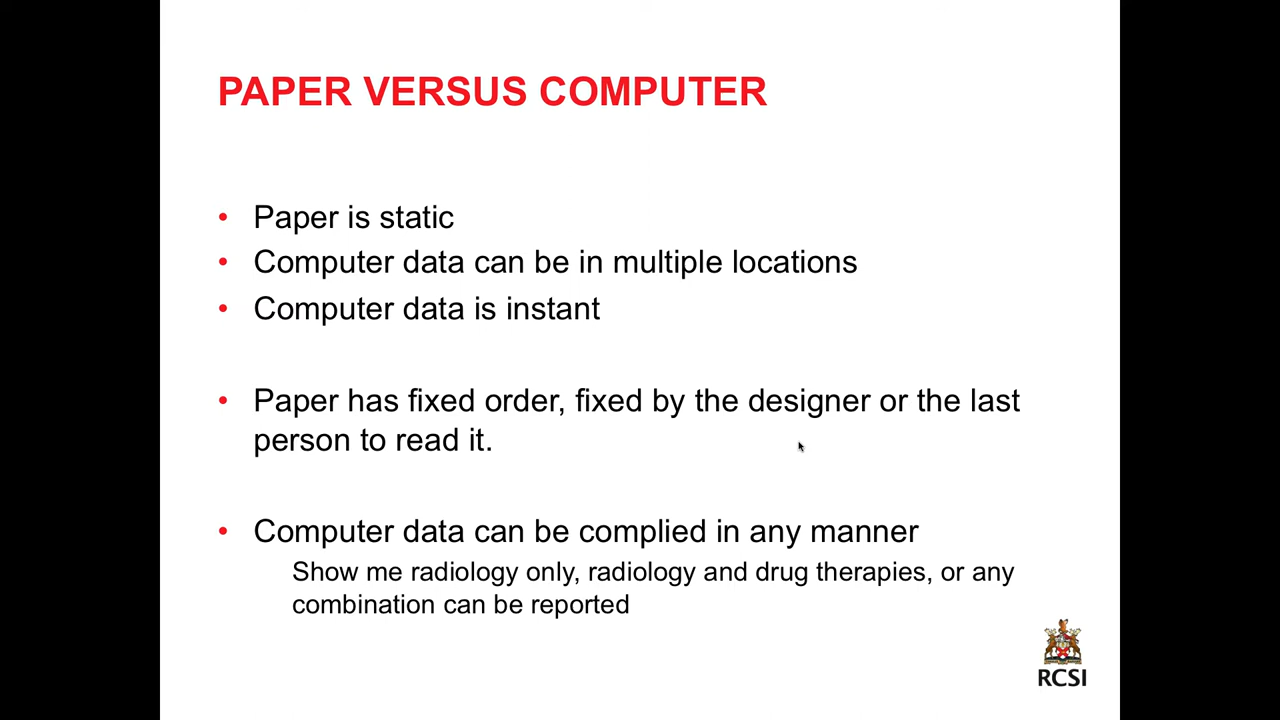 PAPER VERSUS COMPUTER
• Paper is static
• Computer data can be in multiple locations
• Computer data is instant
• Paper has fixed order, fixed by the designer or the last
person to read it.
• Computer data can be complied in any manner
Show me radiology only, radiology and drug therapies, or any
combination can be reported
RCSI